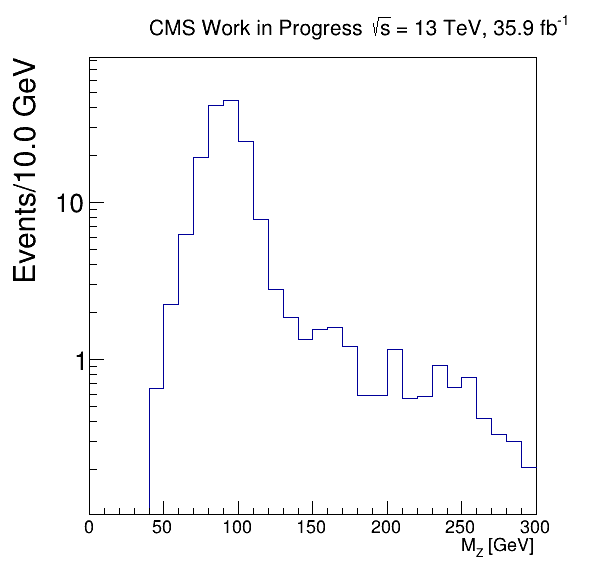 CMS Work in Progress √s = 13 TeV, 35.9 fb⁻¹
Events/10.0 GeV
10
1
0 50 100 150 200 250 300
M_Z [GeV]